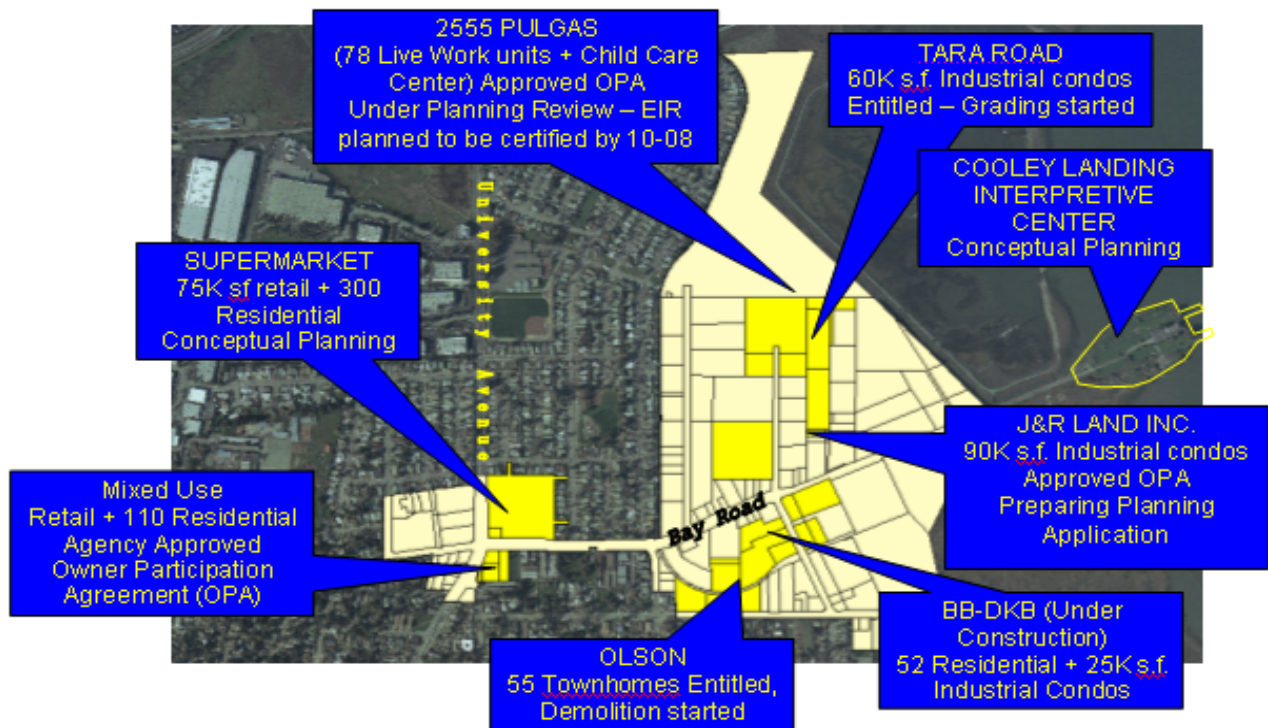 2555 PULGAS
(78 Live Work units + Child Care
Center) Approved OPA
Under Planning Review – EIR
planned to be certified by 10-08
TARA ROAD
60K s.f. Industrial condos
Entitled – Grading started
COOLEY LANDING
INTERPRETIVE
CENTER
Conceptual Planning
University Avenue
SUPERMARKET
75K sf retail + 300
Residential
Conceptual Planning
J&R LAND INC.
90K s.f. Industrial condos
Approved OPA
Preparing Planning
Application
Mixed Use
Retail + 110 Residential
Agency Approved
Owner Participation
Agreement (OPA)
Bay Road
BB-DKB (Under
Construction)
52 Residential + 25K s.f.
Industrial Condos
OLSON
55 Townhomes Entitled,
Demolition started